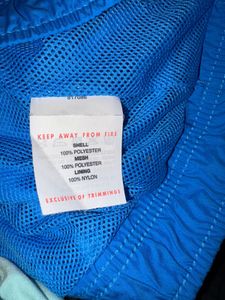 KEEP AWAY FROM FIRE
SHELL
100% POLYESTER
MESH
100% POLYESTER
LINING
100% NYLON
EXCLUSIVE OF TRIMMINGS